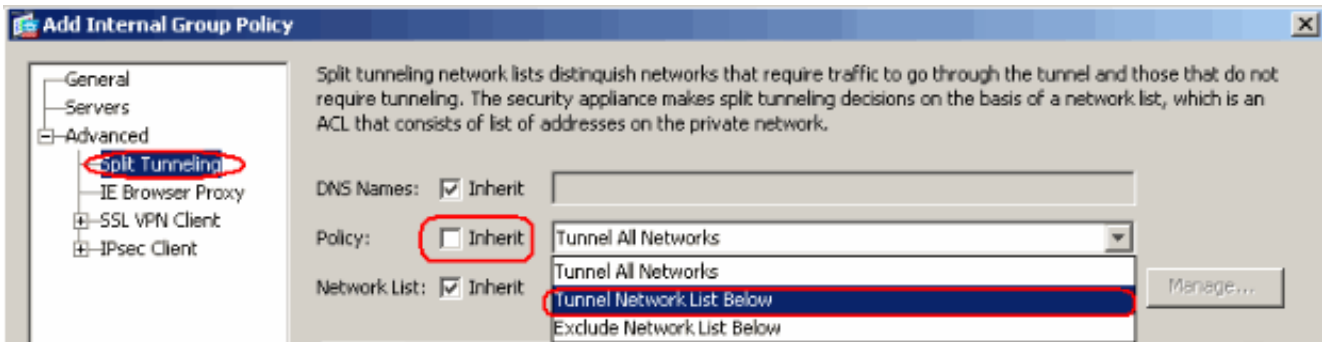 Add Internal Group Policy
General
Servers
Advanced
Split Tunneling
IE Browser Proxy
SSL VPN Client
IPsec Client
Split tunneling network lists distinquish networks that require traffic to go through the tunnel and those that do not
require tunneling. The security appliance makes split tunneling decisions on the basis of a network list, which is an
ACL that consists of list of addresses on the private network.
DNS Names: Inherit
Policy: Inherit Tunnel All Networks
Tunnel All Networks
Network List: Inherit Manage...
Tunnel Network List Below
Exclude Network List Below